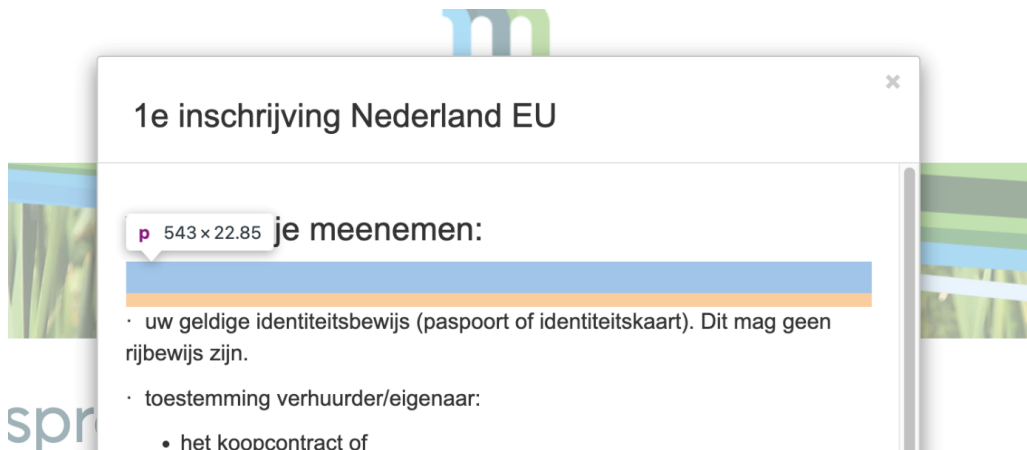 1e inschrijving Nederland EU
×
je meenemen:
p 543 × 22.85
· uw geldige identiteitsbewijs (paspoort of identiteitskaart). Dit mag geen
rijbewijs zijn.
· toestemming verhuurder/eigenaar:
• het koopcontract of